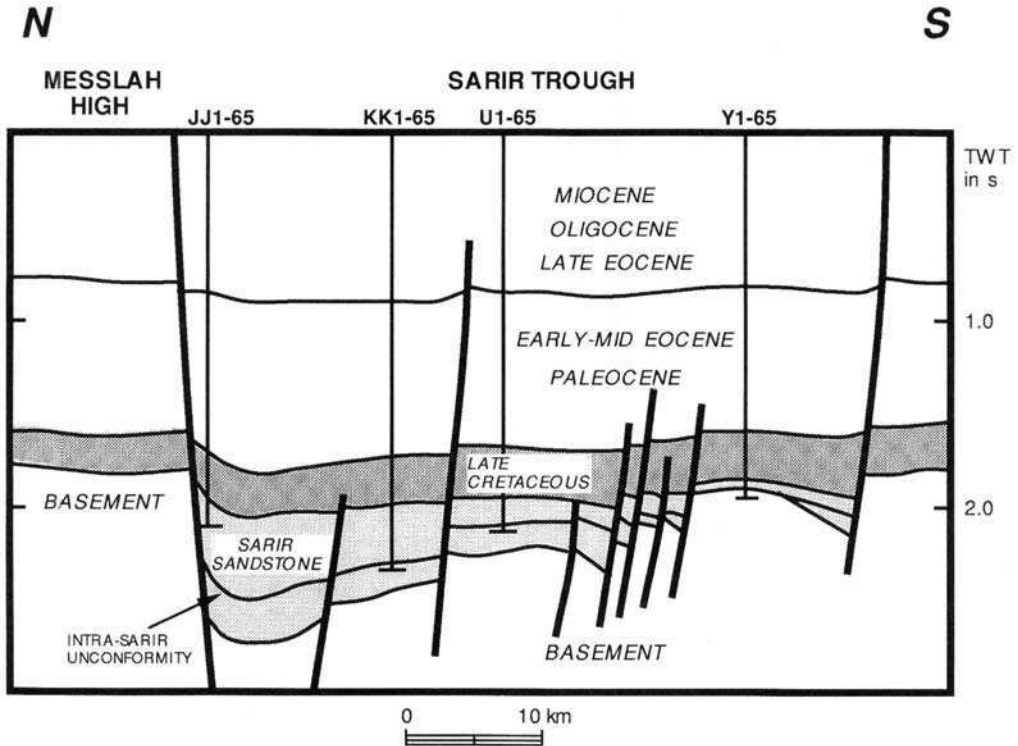 N
S
MESSLAH
HIGH
SARIR TROUGH
JJ1-65
KK1-65
U1-65
Y1-65
TWT
in s
MIOCENE
OLIGOCENE
LATE EOCENE
1.0
EARLY-MID EOCENE
PALEOCENE
LATE
CRETACEOUS
BASEMENT
2.0
SARIR
SANDSTONE
INTRA-SARIR
UNCONFORMITY
BASEMENT
0
10 km